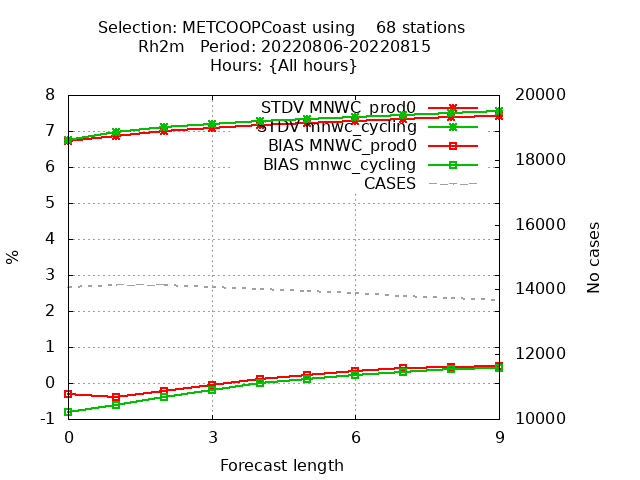 Selection: METCOOPCoast using    68 stations
Rh2m   Period: 20220806-20220815
Hours: {All hours}
8
7
6
5
4
3
2
1
0
-1
20000
18000
16000
14000
12000
10000
STDV MNWC_prod0
STDV mnwc_cycling
BIAS MNWC_prod0
BIAS mnwc_cycling
CASES
%
No cases
0
3
6
9
Forecast length